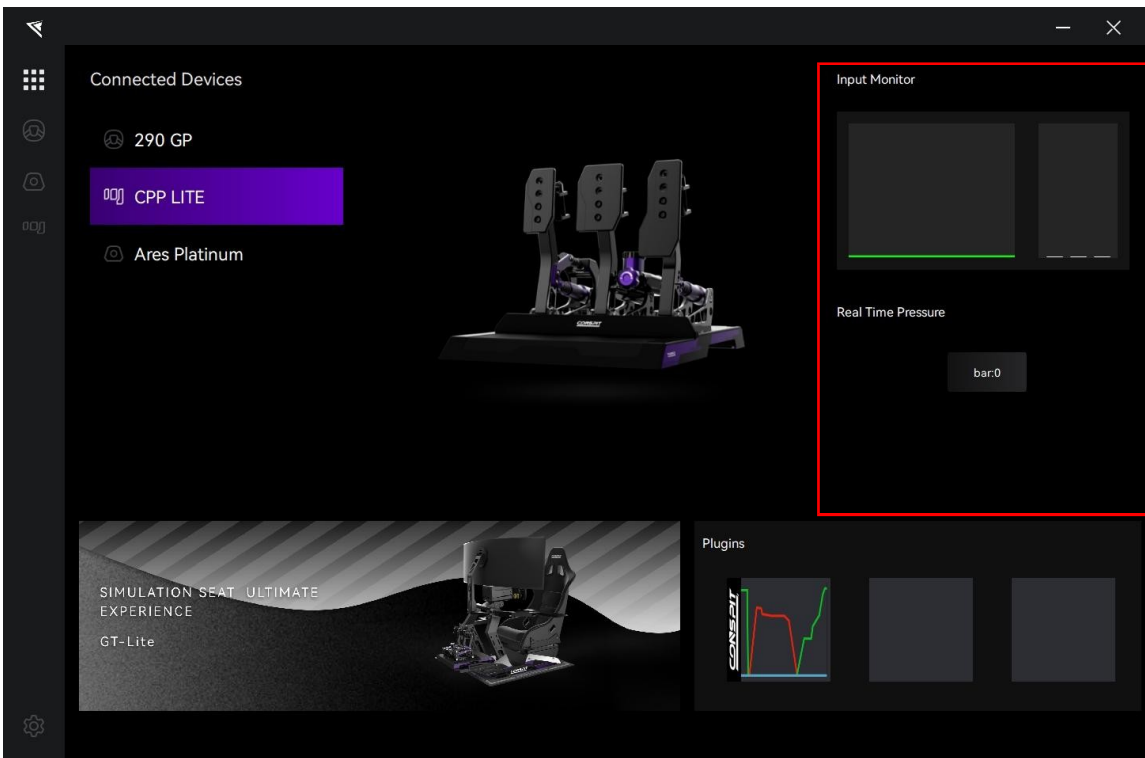 Connected Devices
290 GP
CPP LITE
Ares Platinum
CONSPIT
Input Monitor
Real Time Pressure
bar:0
SIMULATION SEAT ULTIMATE
EXPERIENCE
GT-Lite
Plugins
CONSPIT